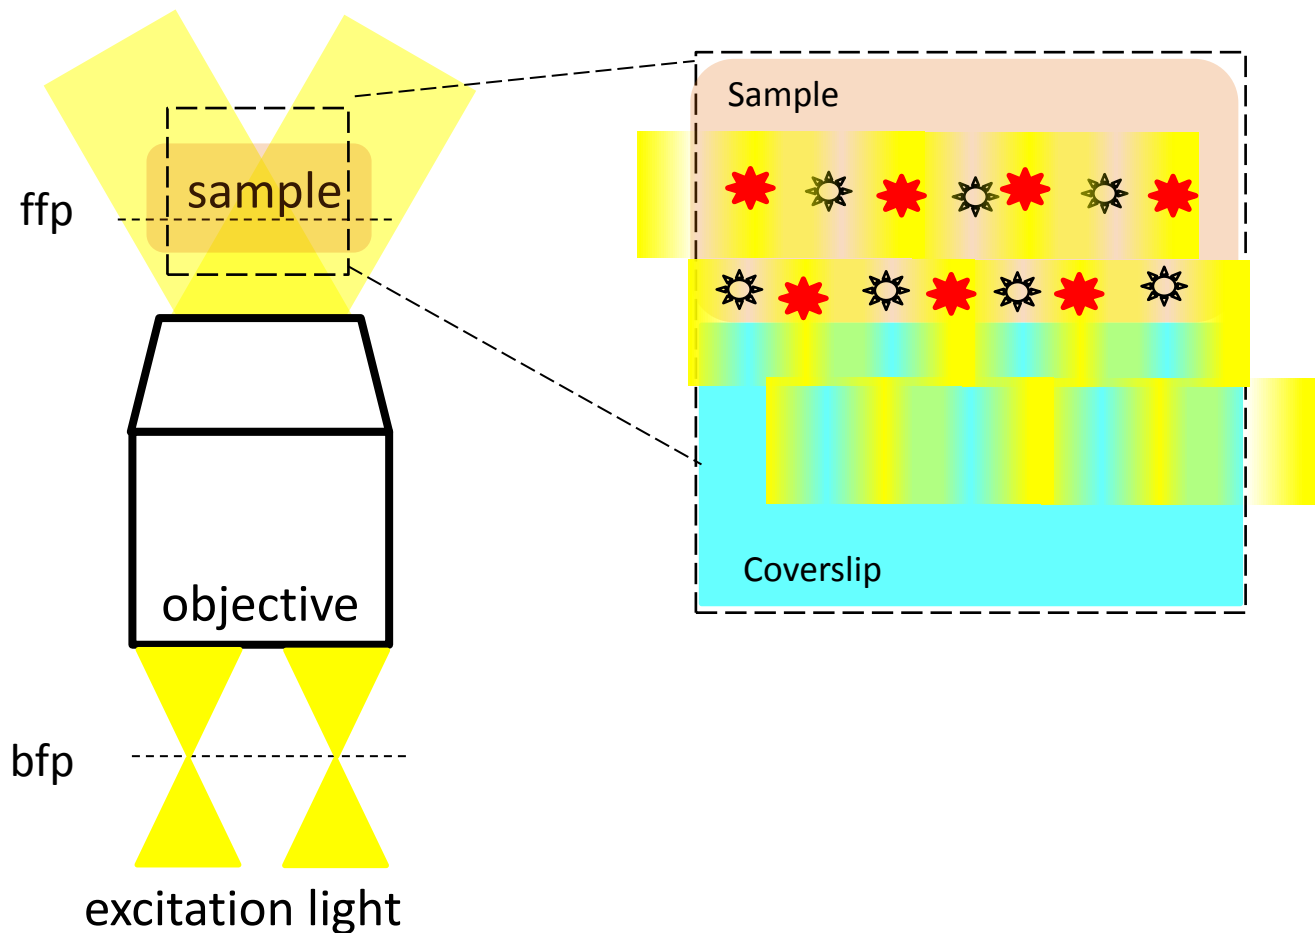 Sample
sample
ffp
objective
Coverslip
bfp
excitation light